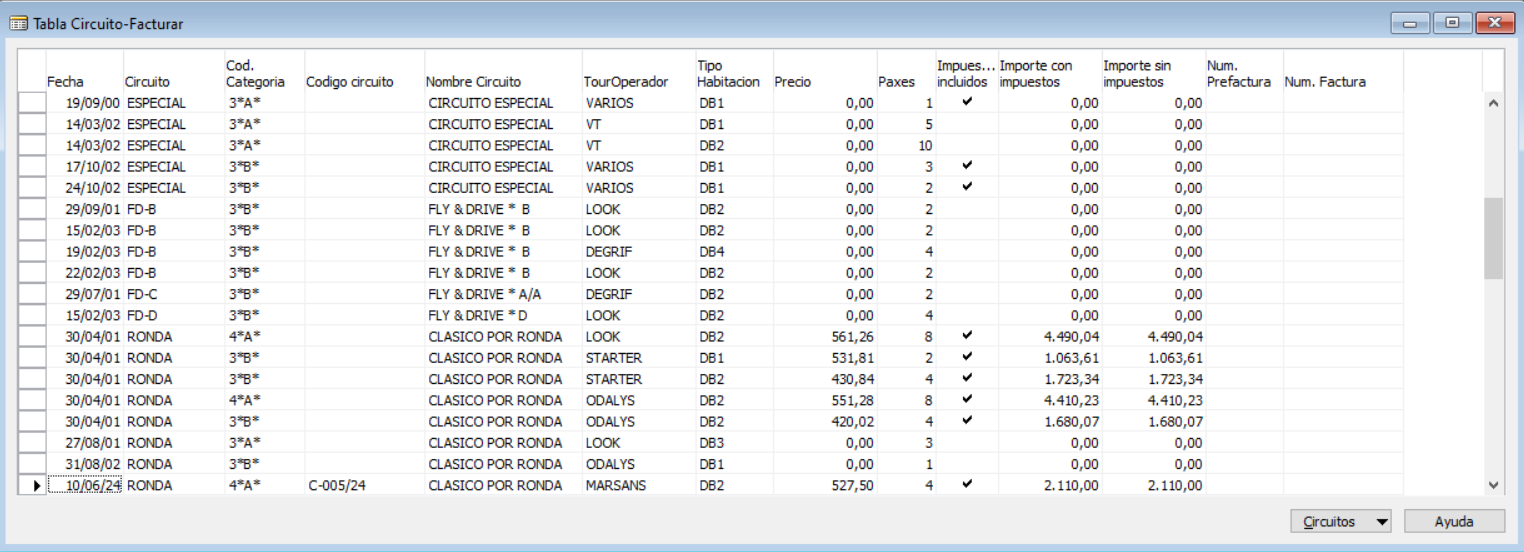 Tabla Circuito-Facturar
Fecha Circuito Cod. Categoria Codigo circuito Nombre Circuito TourOperador Tipo Habitacion Precio Paxes Impues... incluidos Importe con impuestos Importe sin impuestos Num. Prefactura Num. Factura
19/09/00 ESPECIAL 3*A* CIRCUITO ESPECIAL VARIOS DB1 0,00 1 ✔ 0,00 0,00
14/03/02 ESPECIAL 3*A* CIRCUITO ESPECIAL VT DB1 0,00 5 0,00 0,00
14/03/02 ESPECIAL 3*A* CIRCUITO ESPECIAL VT DB2 0,00 10 0,00 0,00
17/10/02 ESPECIAL 3*B* CIRCUITO ESPECIAL VARIOS DB1 0,00 3 ✔ 0,00 0,00
24/10/02 ESPECIAL 3*B* CIRCUITO ESPECIAL VARIOS DB1 0,00 2 ✔ 0,00 0,00
29/09/01 FD-B 3*B* FLY & DRIVE * B LOOK DB2 0,00 2 0,00 0,00
15/02/03 FD-B 3*B* FLY & DRIVE * B LOOK DB2 0,00 2 0,00 0,00
19/02/03 FD-B 3*B* FLY & DRIVE * B DEGRIF DB4 0,00 4 0,00 0,00
22/02/03 FD-B 3*B* FLY & DRIVE * B LOOK DB2 0,00 2 0,00 0,00
29/07/01 FD-C 3*B* FLY & DRIVE * A/A DEGRIF DB2 0,00 2 0,00 0,00
15/02/03 FD-D 3*B* FLY & DRIVE * D LOOK DB2 0,00 4 0,00 0,00
30/04/01 RONDA 4*A* CLASICO POR RONDA LOOK DB2 561,26 8 ✔ 4.490,04 4.490,04
30/04/01 RONDA 3*B* CLASICO POR RONDA STARTER DB1 531,81 2 ✔ 1.063,61 1.063,61
30/04/01 RONDA 3*B* CLASICO POR RONDA STARTER DB2 430,84 4 ✔ 1.723,34 1.723,34
30/04/01 RONDA 4*A* CLASICO POR RONDA ODALYS DB2 551,28 8 ✔ 4.410,23 4.410,23
30/04/01 RONDA 3*B* CLASICO POR RONDA ODALYS DB2 420,02 4 ✔ 1.680,07 1.680,07
27/08/01 RONDA 3*A* CLASICO POR RONDA LOOK DB3 0,00 3 0,00 0,00
31/08/02 RONDA 3*B* CLASICO POR RONDA ODALYS DB1 0,00 1 0,00 0,00
10/06/24 RONDA 4*A* C-005/24 CLASICO POR RONDA MARSANS DB2 527,50 4 ✔ 2.110,00 2.110,00
Circuitos Ayuda